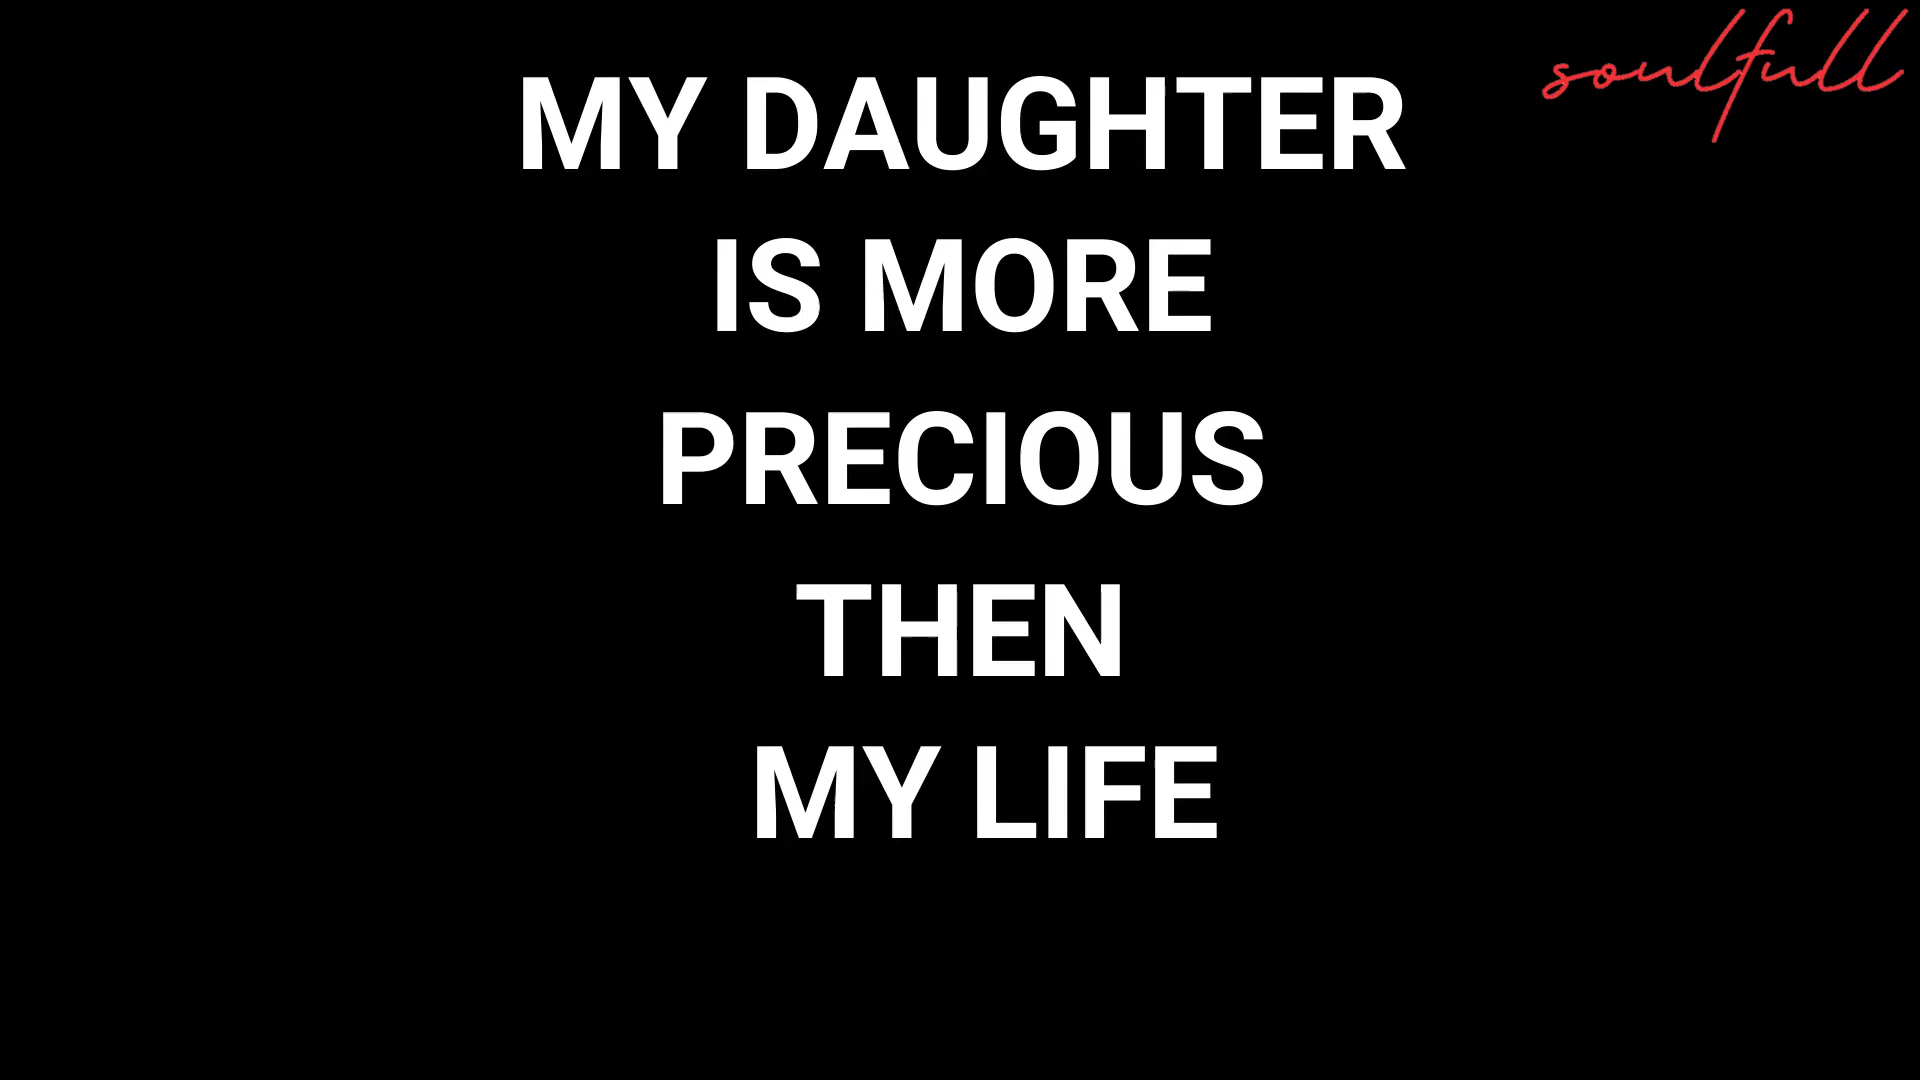 soulfull
MY DAUGHTER
IS MORE
PRECIOUS
THEN
MY LIFE